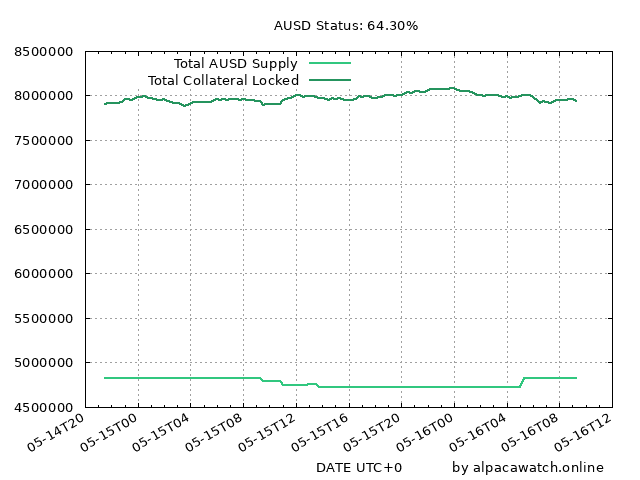 AUSD Status: 64.30%
Total AUSD Supply
Total Collateral Locked
8500000
8000000
7500000
7000000
6500000
6000000
5500000
5000000
4500000
05-14T20
05-15T00
05-15T04
05-15T08
05-15T12
05-15T16
05-15T20
05-16T00
05-16T04
05-16T08
05-16T12
DATE UTC+0
by alpacawatch.online